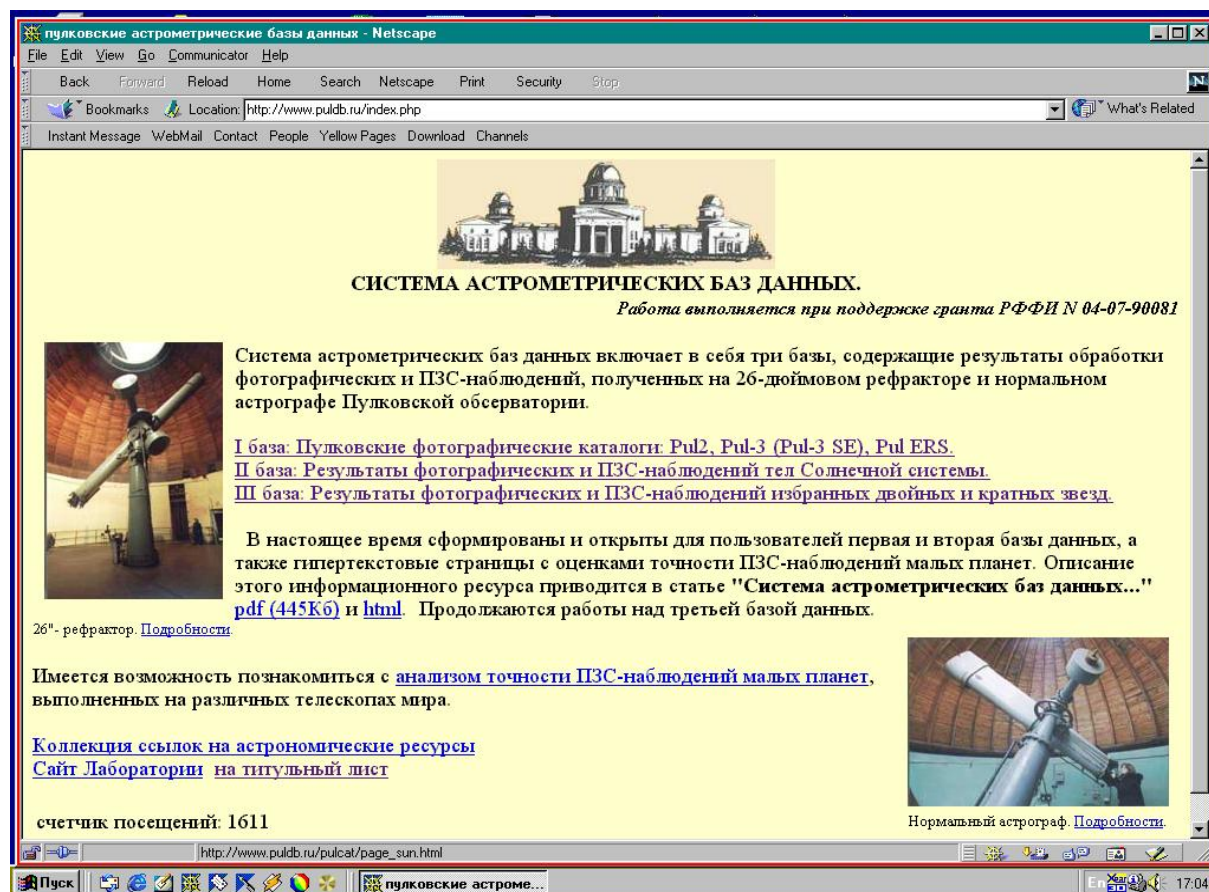 пулковские астрометрические базы данных - Netscape
File Edit View Go Communicator Help
Back Forward Reload Home Search Netscape Print Security Stop
Bookmarks Location: http://www.puldb.ru/index.php What's Related
Instant Message WebMail Contact People Yellow Pages Download Channels
СИСТЕМА АСТРОМЕТРИЧЕСКИХ БАЗ ДАННЫХ.
Работа выполняется при поддержке гранта РФФИ N 04-07-90081
Система астрометрических баз данных включает в себя три базы, содержащие результаты обработки
фотографических и ПЗС-наблюдений, полученных на 26-дюймовом рефракторе и нормальном
астрографе Пулковской обсерватории.
I база: Пулковские фотографические каталоги: Pul2, Pul-3 (Pul-3 SE), Pul ERS.
II база: Результаты фотографических и ПЗС-наблюдений тел Солнечной системы.
III база: Результаты фотографических и ПЗС-наблюдений избранных двойных и кратных звезд.
В настоящее время сформированы и открыты для пользователей первая и вторая базы данных, а
также гипертекстовые страницы с оценками точности ПЗС-наблюдений малых планет. Описание
этого информационного ресурса приводится в статье "Система астрометрических баз данных..."
pdf (445Кб) и html. Продолжаются работы над третьей базой данных.
26"- рефрактор. Подробности.
Имеется возможность познакомиться с анализом точности ПЗС-наблюдений малых планет,
выполненных на различных телескопах мира.
Коллекция ссылок на астрономические ресурсы
Сайт Лаборатории на титульный лист
счетчик посещений: 1611
Нормальный астрограф. Подробности.
http://www.puldb.ru/pulcat/page_sun.html
Пуск пулковские астроме... En 17:04